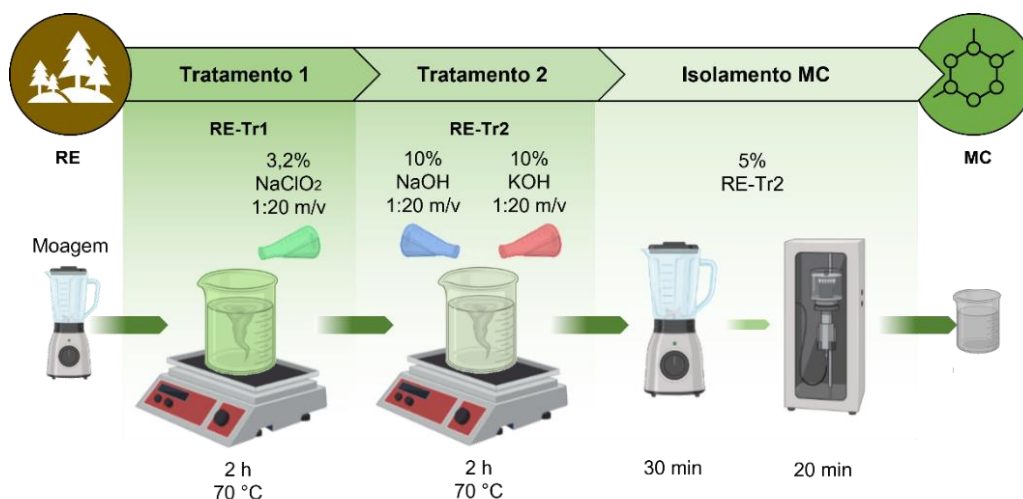 Tratamento 1
Tratamento 2
Isolamento MC
RE
MC
RE-Tr1
3,2%
NaClO₂
1:20 m/v
RE-Tr2
10%
NaOH
1:20 m/v
10%
KOH
1:20 m/v
5%
RE-Tr2
Moagem
2 h
70 °C
2 h
70 °C
30 min
20 min